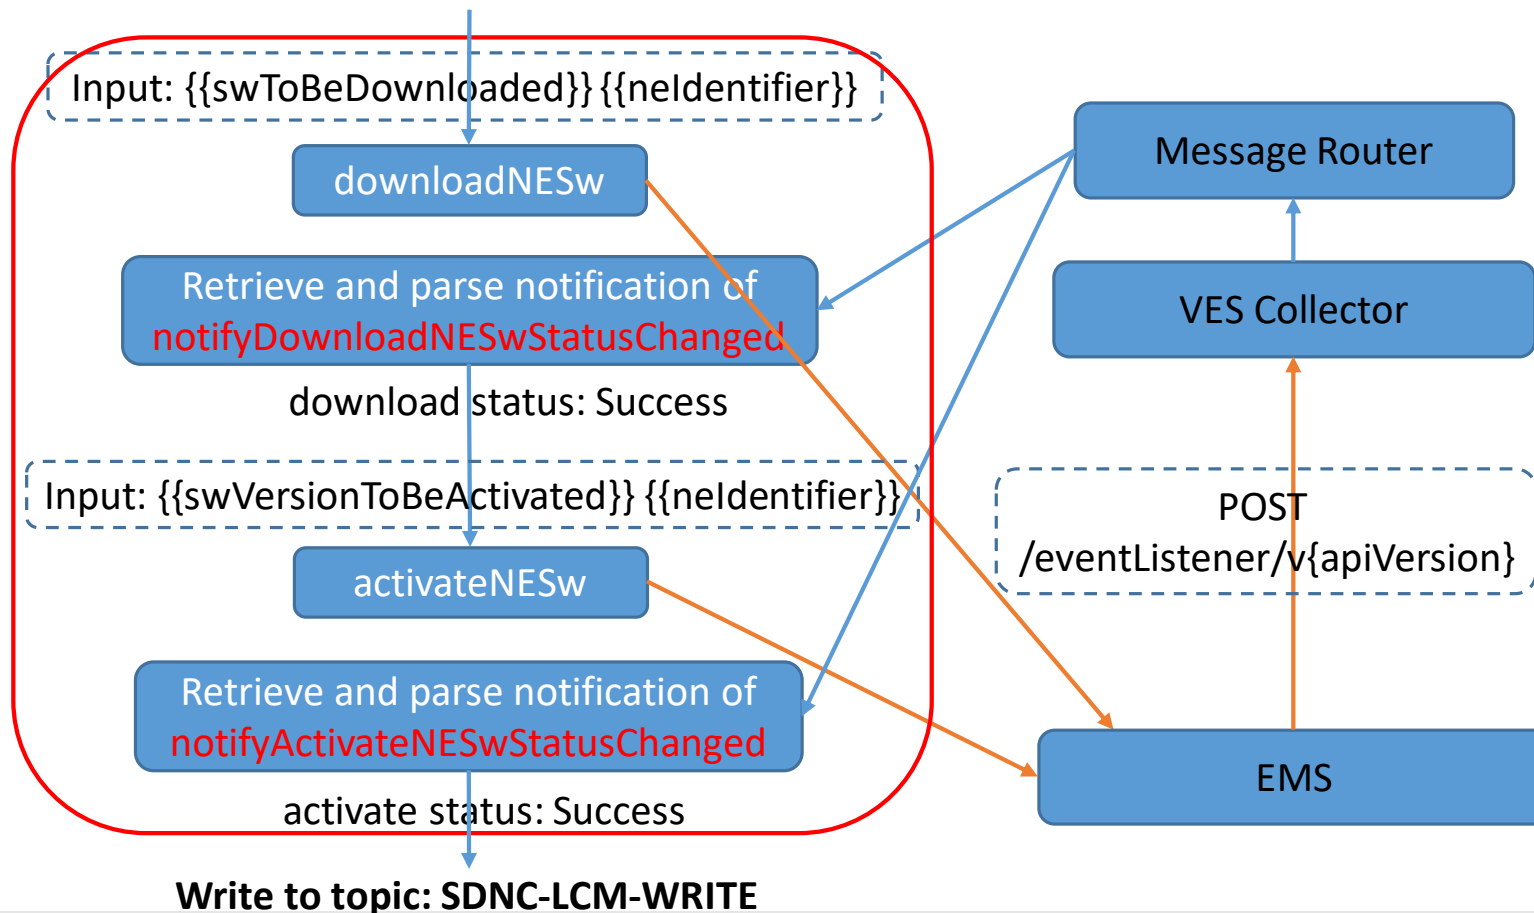 Input: {{swToBeDownloaded}} {{neIdentifier}}
downloadNESw
Retrieve and parse notification of
notifyDownloadNESwStatusChanged
download status: Success
Input: {{swVersionToBeActivated}} {{neIdentifier}}
activateNESw
Retrieve and parse notification of
notifyActivateNESwStatusChanged
activate status: Success
Write to topic: SDNC-LCM-WRITE
Message Router
VES Collector
POST
/eventListener/v{apiVersion}
EMS